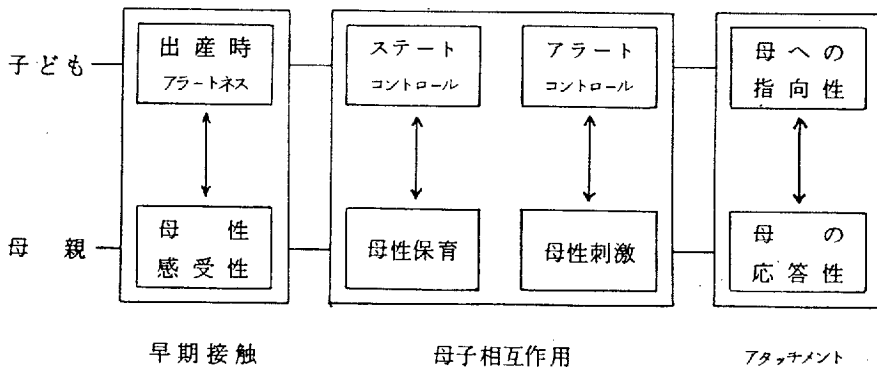 子ども
出産時
アラートネス
ステート
コントロール
アラート
コントロール
母への
指向性
母親
母性
感受性
母性保育
母性刺激
母の
応答性
早期接触
母子相互作用
アタッチメント